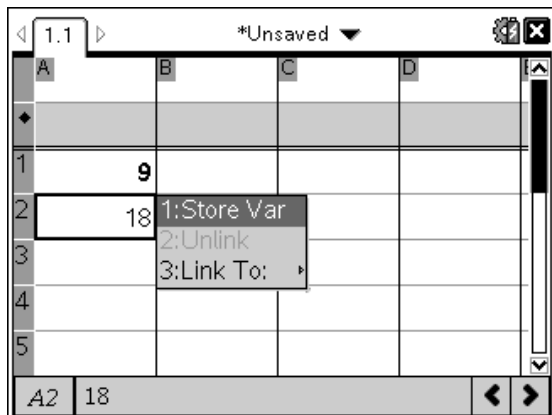 1.1 *Unsaved
A B C D E
◆
1 9
2 18 1:Store Var
2:Unlink
3 3:Link To:
4
5
A2 18